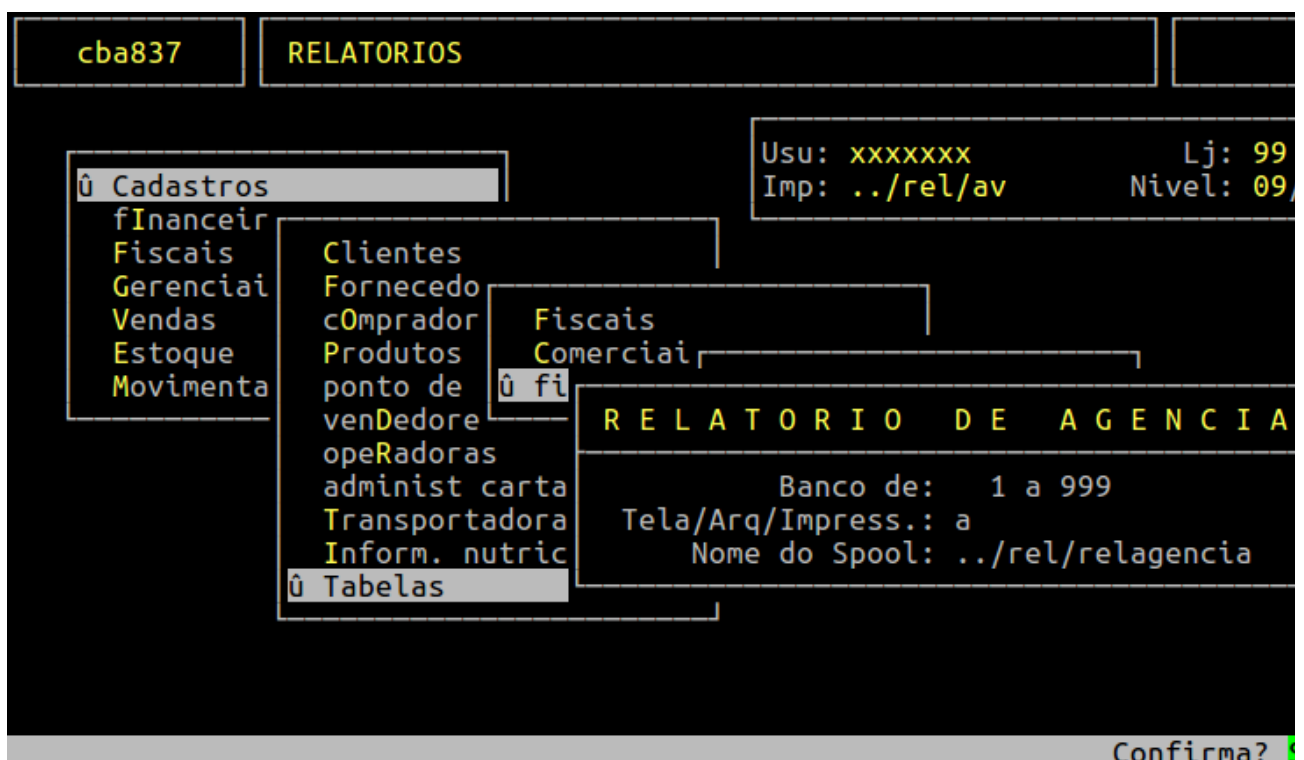 cba837 RELATORIOS
Usu: xxxxxxx Lj: 99
Imp: ../rel/av Nivel: 09/
û Cadastros
fInanceir
Fiscais
Gerenciai
Vendas
Estoque
Movimenta
Clientes
Fornecedo
cOmprador
Produtos
ponto de
venDedore
opeRadoras
administ carta
Transportadora
Inform. nutric
û Tabelas
Fiscais
Comerciai
û fi
R E L A T O R I O D E A G E N C I A
Banco de: 1 a 999
Tela/Arq/Impress.: a
Nome do Spool: ../rel/relagencia
Confirma?